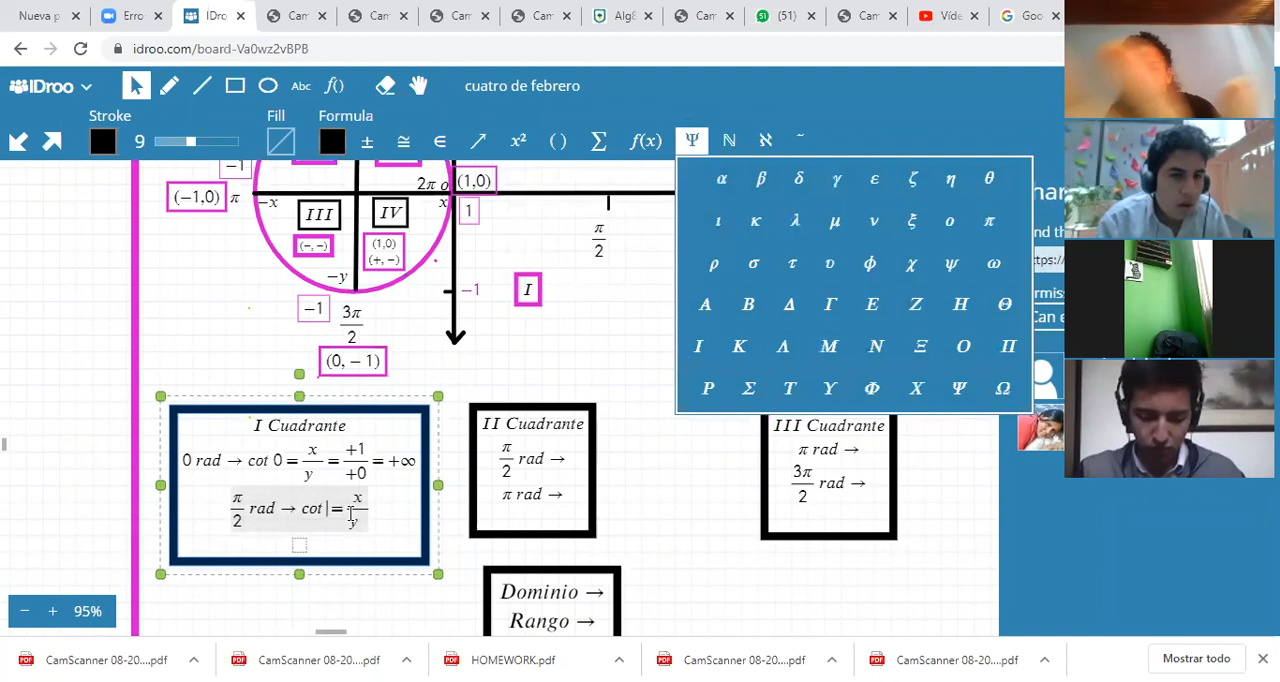 Nueva p
Erro
IDro
Cam
Cam
Cam
Cam
Alg8
Cam
(51)
Cam
Víde
Goo
idroo.com/board-Va0wz2vBPB
IDroo
Abc
f()
cuatro de febrero
Stroke
Fill
Formula
9
± ≅ ∈ x² ( ) ∑ f(x) Ψ ℕ ℵ ~
α β δ γ ε ζ η θ
ι κ λ μ ν ξ ο π
ρ σ τ υ ϕ χ ψ ω
Α Β Δ Γ Ε Ζ Η Θ
Ι Κ Λ Μ Ν Ξ Ο Π
Ρ Σ Τ Υ Φ Χ Ψ Ω
−1
(−1,0) π −x
2π o (1,0)
x
1
III
IV
(−, −)
(1,0)
(+, −)
π/2
−y
−1
I
−1
3π/2
(0, − 1)
I Cuadrante
0 rad → cot 0 = x/y = +1/+0 = +∞
π/2 rad → cot = x/y
II Cuadrante
π/2 rad →
π rad →
III Cuadrante
π rad →
3π/2 rad →
Dominio →
Rango →
95%
CamScanner 08-20....pdf
CamScanner 08-20....pdf
HOMEWORK.pdf
CamScanner 08-20....pdf
CamScanner 08-20....pdf
Mostrar todo